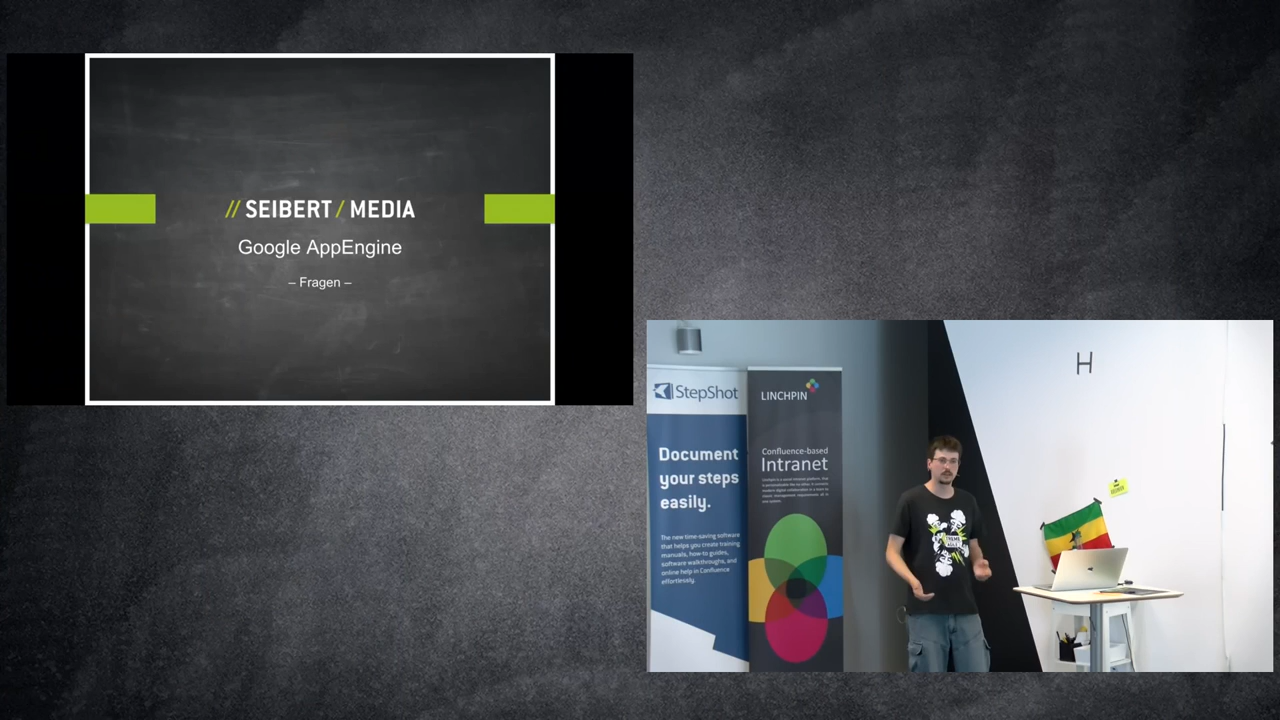 // SEIBERT / MEDIA
Google AppEngine
– Fragen –
StepShot
Document
your steps
easily.
The new time-saving software
that helps you create training
manuals, how-to guides,
software walkthroughs, and
online help in Confluence
effortlessly.
LINCHPIN
Confluence-based
Intranet
H